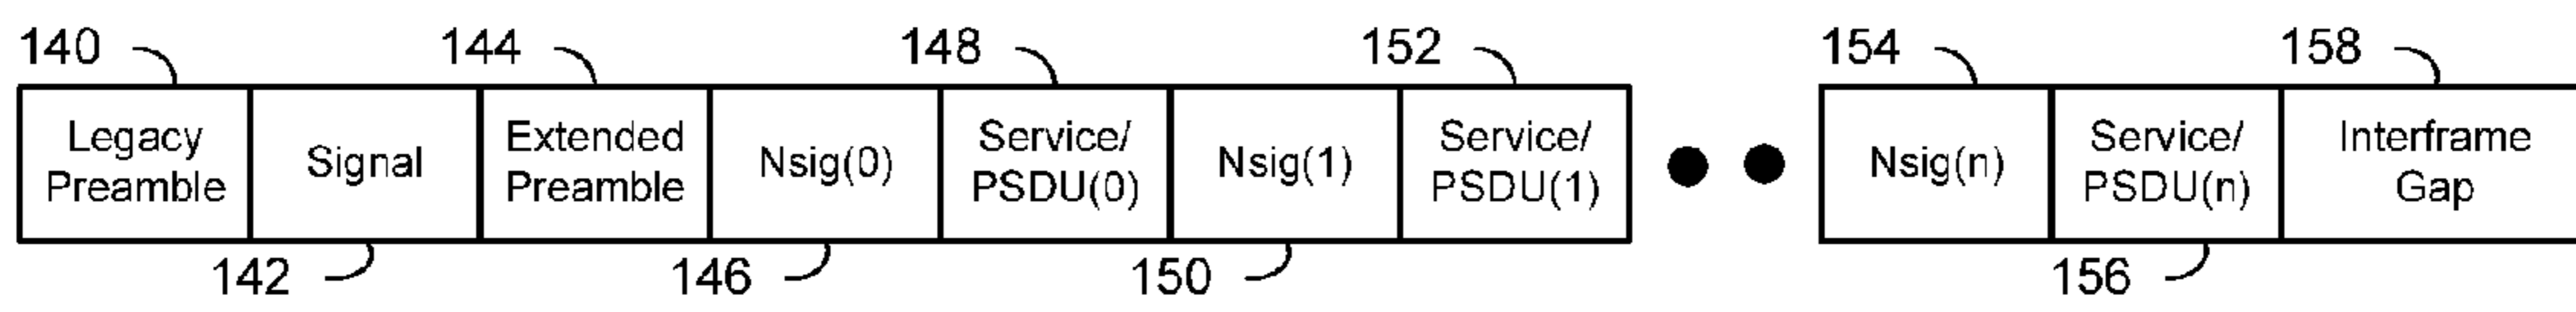 140 144 148 152 154 158
Legacy Preamble
Signal
Extended Preamble
Nsig(0)
Service/ PSDU(0)
Nsig(1)
Service/ PSDU(1)
Nsig(n)
Service/ PSDU(n)
Interframe Gap
142 146 150 156